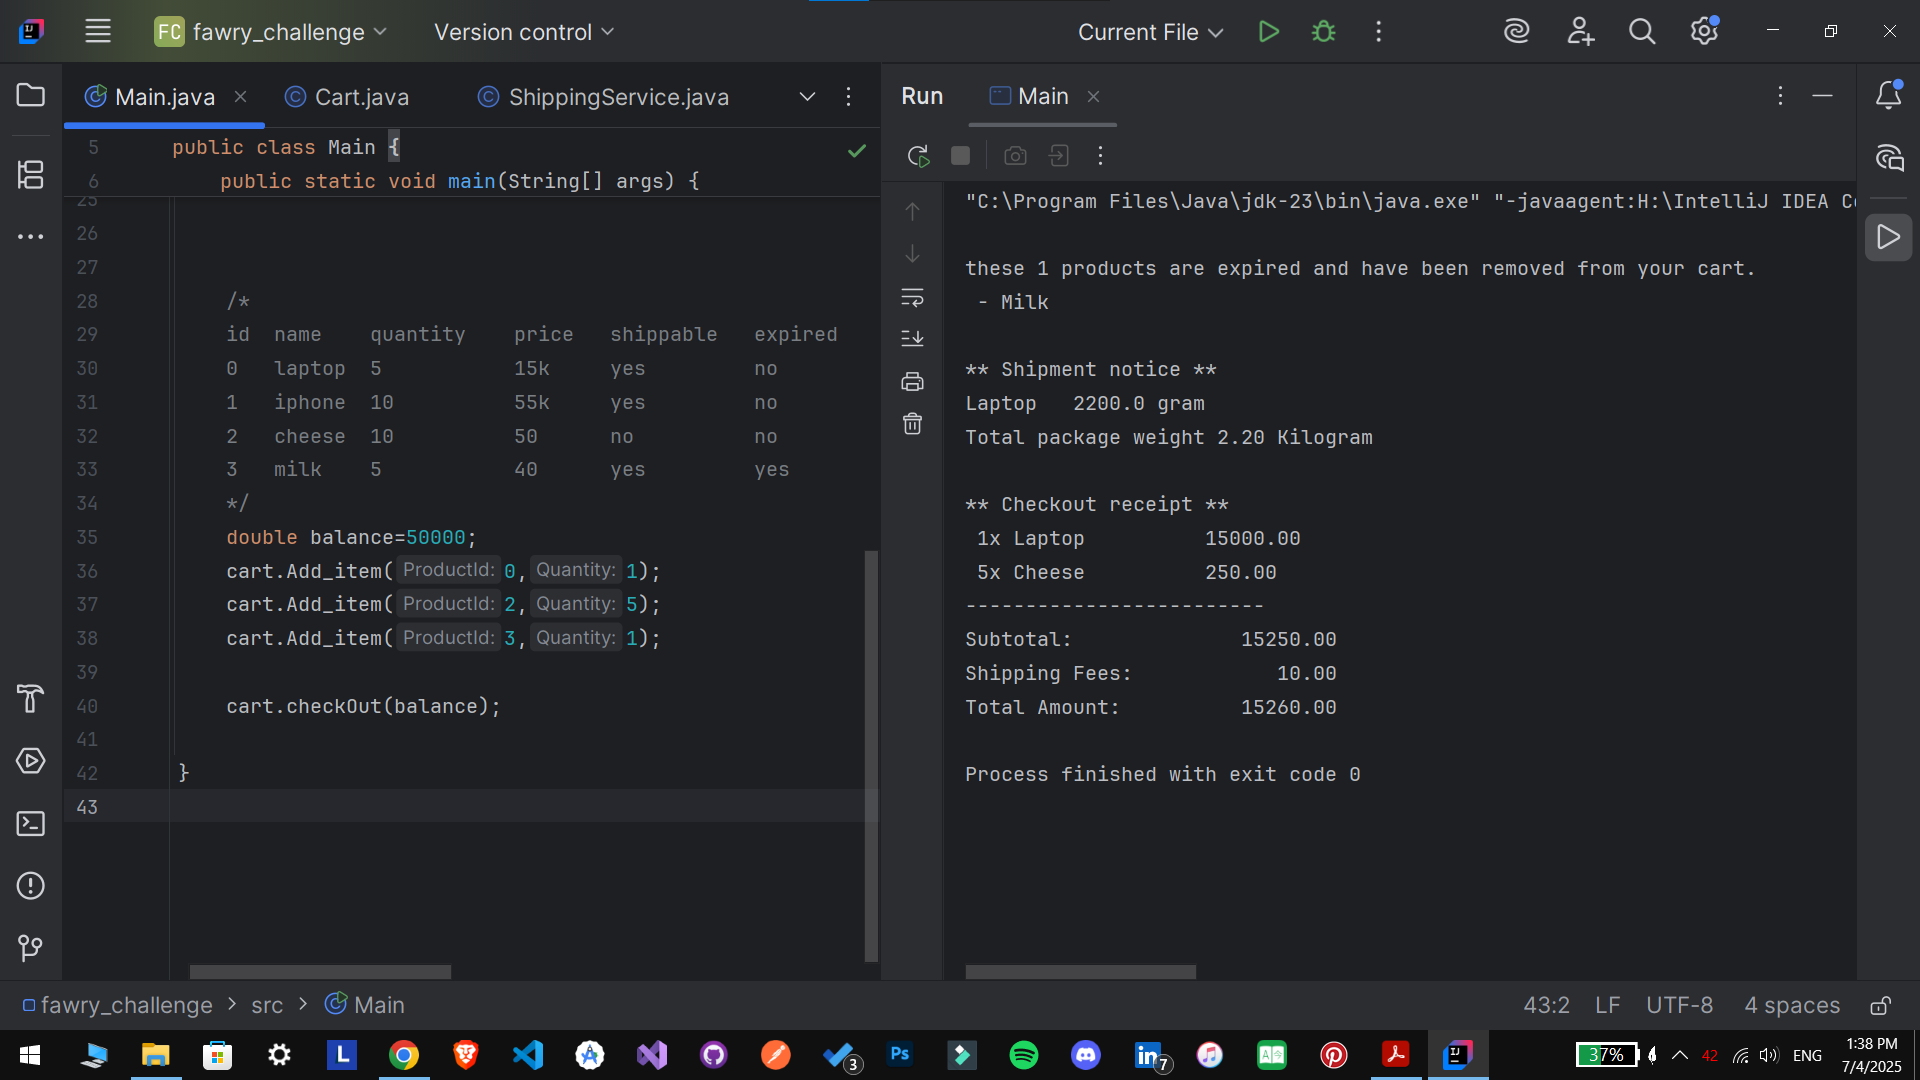 FC fawry_challenge Version control Current File
Main.java Cart.java ShippingService.java
Run Main
5 public class Main {
6 public static void main(String[] args) {
25
26
27
28 /*
29 id name quantity price shippable expired
30 0 laptop 5 15k yes no
31 1 iphone 10 55k yes no
32 2 cheese 10 50 no no
33 3 milk 5 40 yes yes
34 */
35 double balance=50000;
36 cart.Add_item( ProductId: 0, Quantity: 1);
37 cart.Add_item( ProductId: 2, Quantity: 5);
38 cart.Add_item( ProductId: 3, Quantity: 1);
39
40 cart.checkOut(balance);
41
42 }
43
"C:\Program Files\Java\jdk-23\bin\java.exe" "-javaagent:H:\IntelliJ IDEA Co
these 1 products are expired and have been removed from your cart.
- Milk
** Shipment notice **
Laptop 2200.0 gram
Total package weight 2.20 Kilogram
** Checkout receipt **
1x Laptop 15000.00
5x Cheese 250.00
-------------------------
Subtotal: 15250.00
Shipping Fees: 10.00
Total Amount: 15260.00
Process finished with exit code 0
fawry_challenge > src > Main
43:2 LF UTF-8 4 spaces
L Ps 3 in 7 IJ 37% 42 ENG
1:38 PM
7/4/2025